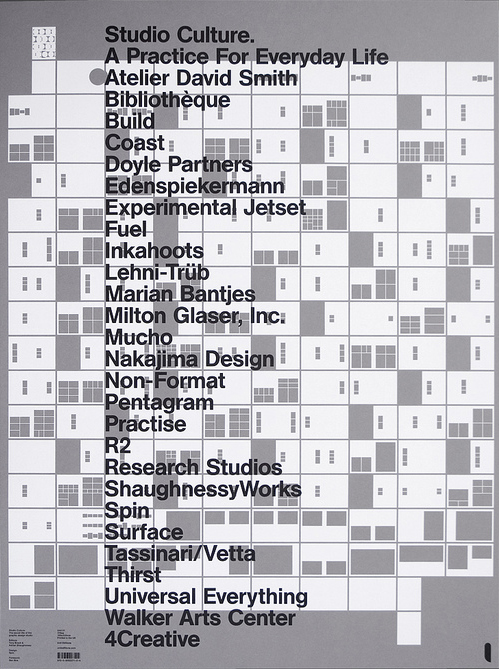 Studio Culture.
A Practice For Everyday Life
Atelier David Smith
Bibliothèque
Build
Coast
Doyle Partners
Edenspiekermann
Experimental Jetset
Fuel
Inkahoots
Lehni-Trüb
Marian Bantjes
Milton Glaser, Inc.
Mucho
Nakajima Design
Non-Format
Pentagram
Practise
R2
Research Studios
ShaughnessyWorks
Spin
Surface
Tassinari/Vetta
Thirst
Universal Everything
Walker Arts Center
4Creative